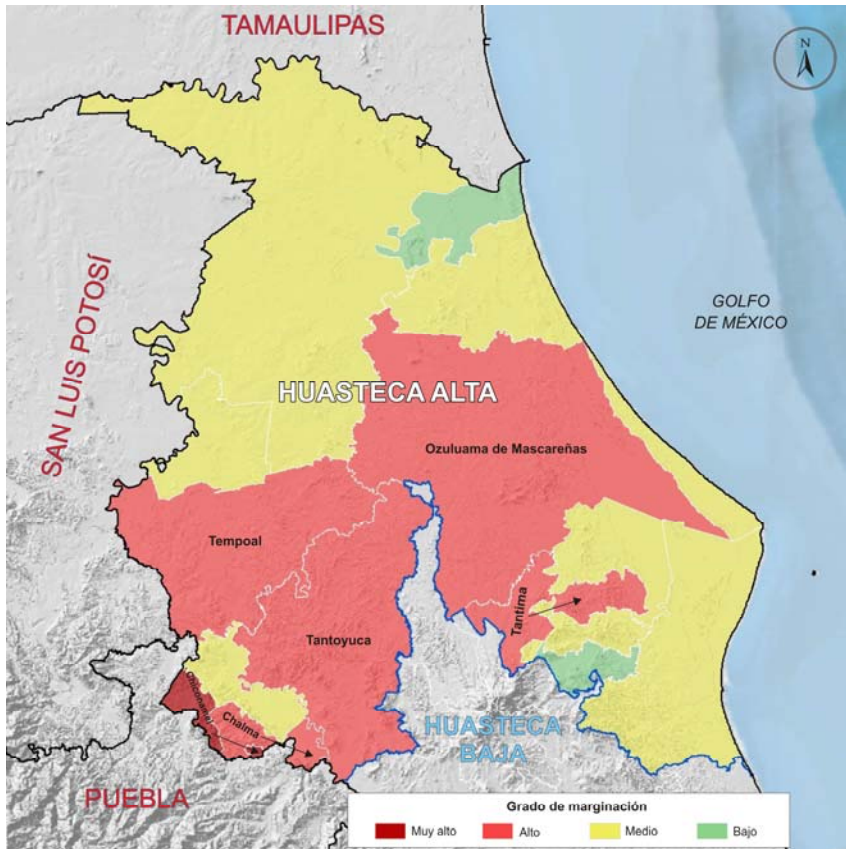 TAMAULIPAS
N
SAN LUIS POTOSÍ
GOLFO
DE MÉXICO
HUASTECA ALTA
Ozuluama de Mascareñas
Tempoal
Tantima
Tantoyuca
Chiconamel
Chalma
HUASTECA
BAJA
PUEBLA
Grado de marginación
Muy alto
Alto
Medio
Bajo